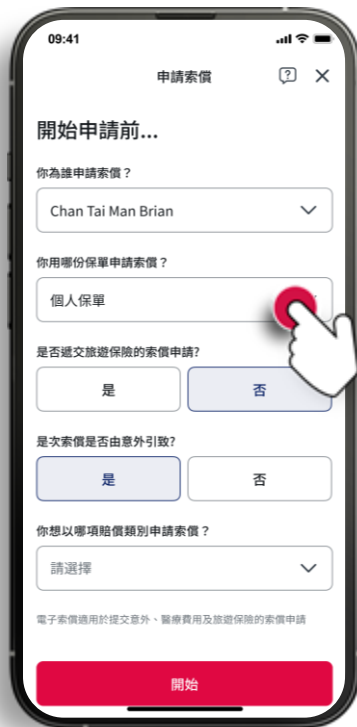 09:41
申請索償
開始申請前...
你為誰申請索償？
Chan Tai Man Brian
你用哪份保單申請索償？
個人保單
是否遞交旅遊保險的索償申請?
是
否
是次索償是否由意外引致?
是
否
你想以哪項賠償類別申請索償？
請選擇
電子索償適用於提交意外、醫療費用及旅遊保險的索償申請
開始